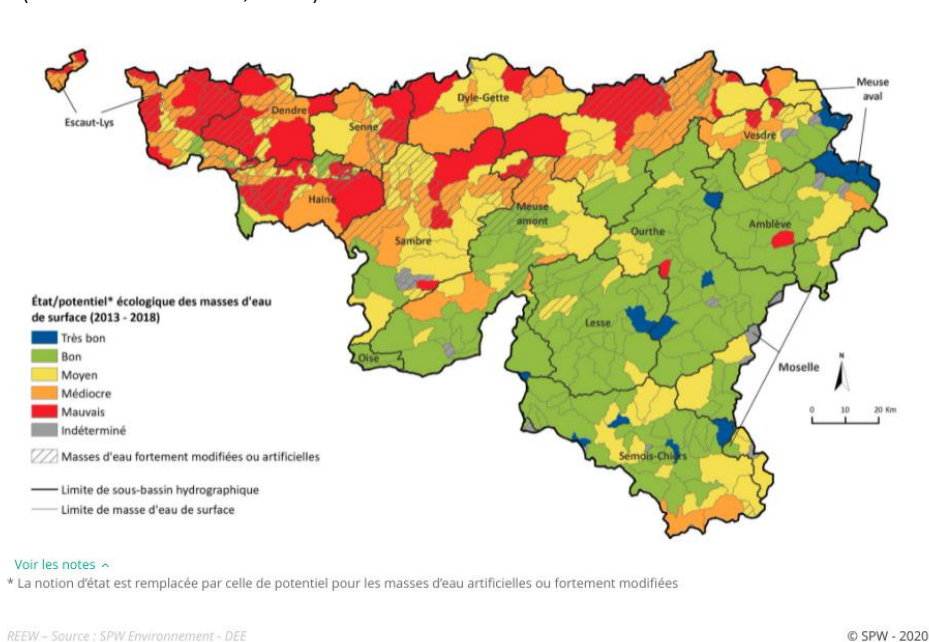 Meuse
aval
Escaut-Lys
Dendre
Senne
Dyle-Gette
Vesdre
Haine
Meuse
amont
Sambre
Ourthe
Amblève
Lesse
Oise
Moselle
Semois-Chiers
État/potentiel* écologique des masses d'eau
de surface (2013 - 2018)
Très bon
Bon
Moyen
Médiocre
Mauvais
Indéterminé
Masses d'eau fortement modifiées ou artificielles
Limite de sous-bassin hydrographique
Limite de masse d'eau de surface
N
0 10 20 Km
Voir les notes
* La notion d’état est remplacée par celle de potentiel pour les masses d’eau artificielles ou fortement modifiées
REEW – Source : SPW Environnement - DEE
© SPW - 2020